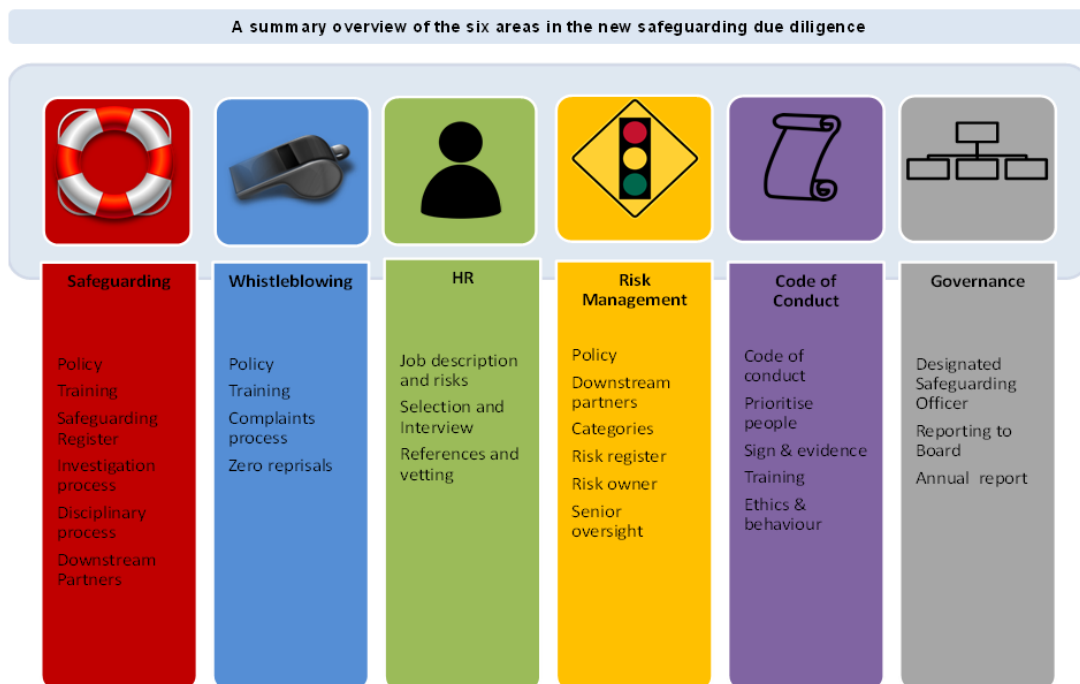 A summary overview of the six areas in the new safeguarding due diligence
Safeguarding
Policy
Training
Safeguarding
Register
Investigation
process
Disciplinary
process
Downstream
Partners
Whistleblowing
Policy
Training
Complaints
process
Zero reprisals
HR
Job description
and risks
Selection and
Interview
References and
vetting
Risk
Management
Policy
Downstream
partners
Categories
Risk register
Risk owner
Senior
oversight
Code of
Conduct
Code of
conduct
Prioritise
people
Sign & evidence
Training
Ethics &
behaviour
Governance
Designated
Safeguarding
Officer
Reporting to
Board
Annual report